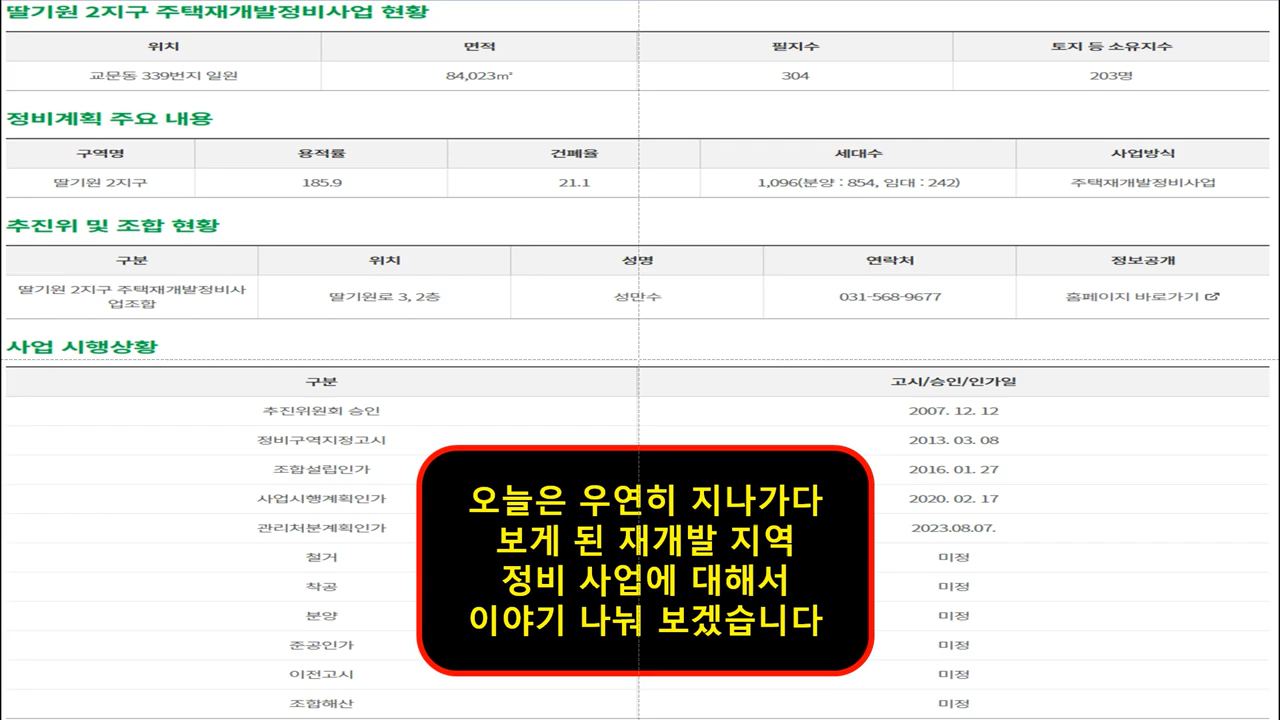 딸기원 2지구 주택재개발정비사업 현황
위치 면적 필지수 토지 등 소유지수
교문동 339번지 일원 84,023㎡ 304 203명
정비계획 주요 내용
구역명 용적률 건폐율 세대수 사업방식
딸기원 2지구 185.9 21.1 1,096(분양 : 854, 임대 : 242) 주택재개발정비사업
추진위 및 조합 현황
구분 위치 성명 연락처 정보공개
딸기원 2지구 주택재개발정비사
업조합 딸기원로 3, 2층 성만수 031-568-9677 홈페이지 바로가기
사업 시행상황
구분 고시/승인/인가일
추진위원회 승인 2007. 12. 12
정비구역지정고시 2013. 03. 08
조합설립인가 2016. 01. 27
사업시행계획인가 2020. 02. 17
관리처분계획인가 2023.08.07.
철거 미정
착공 미정
분양 미정
준공인가 미정
이전고시 미정
조합해산 미정
오늘은 우연히 지나가다
보게 된 재개발 지역
정비 사업에 대해서
이야기 나눠 보겠습니다